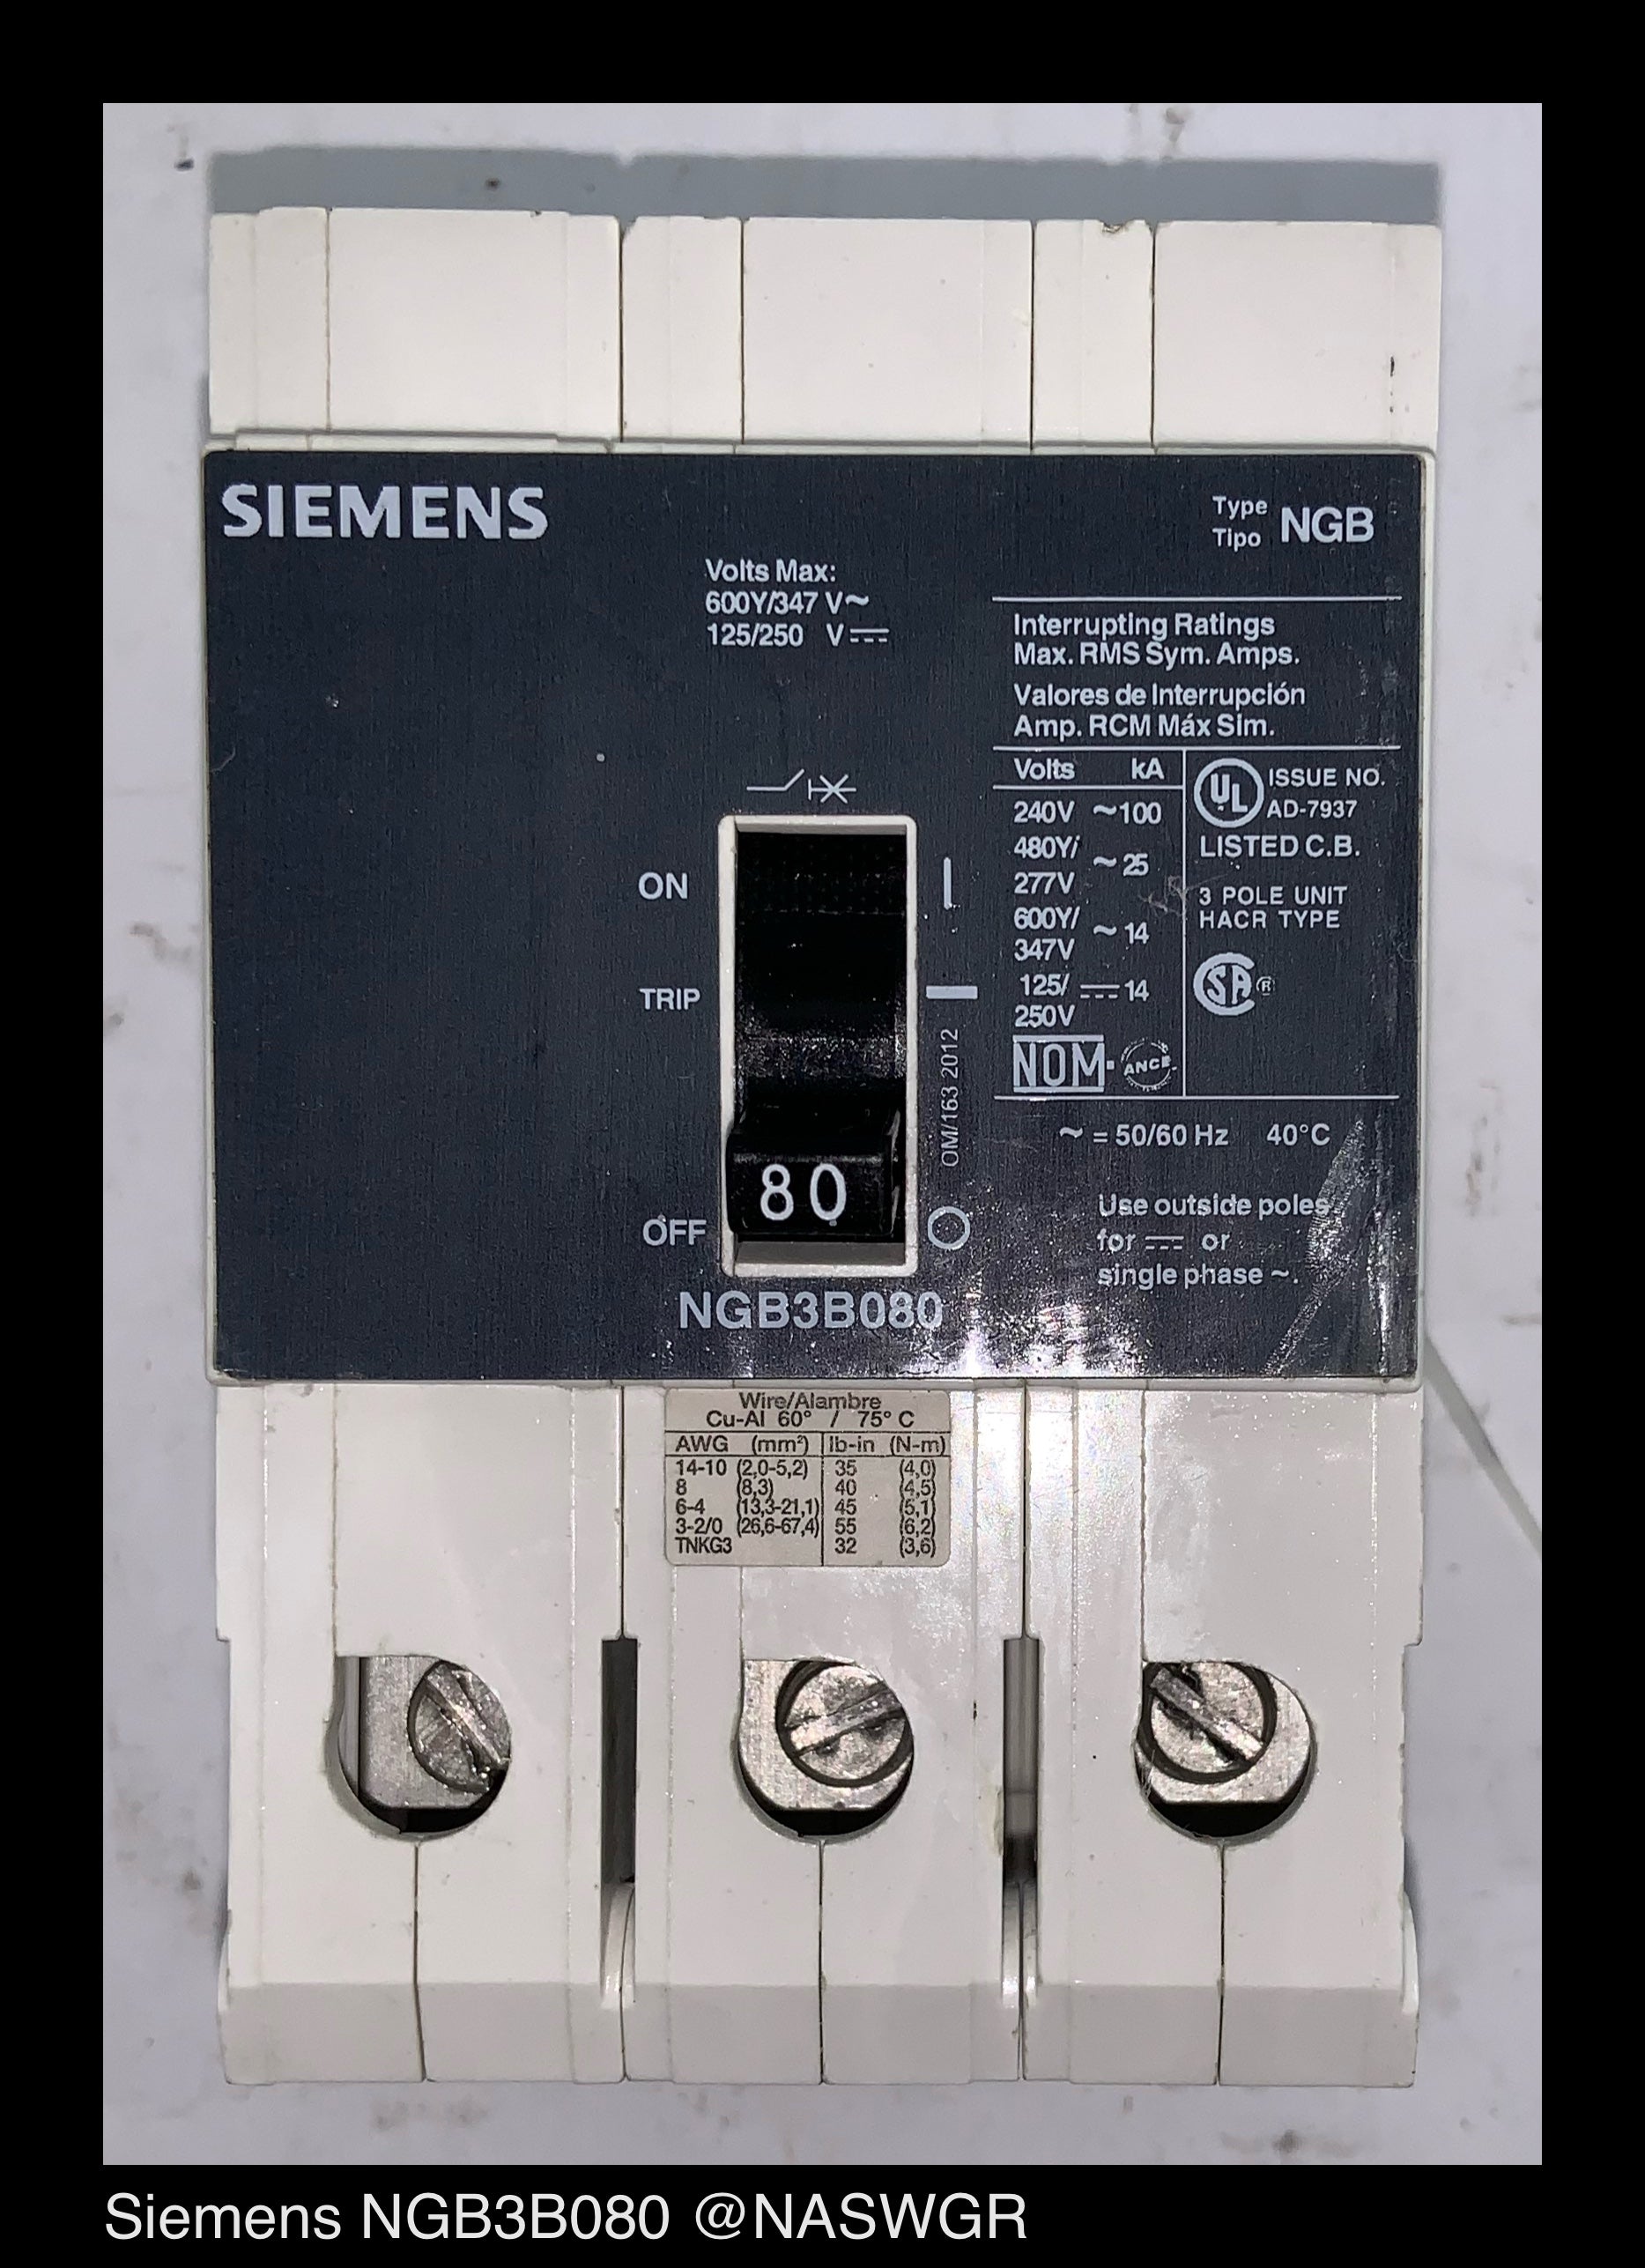 SIEMENS
Type
Tipo NGB
Volts Max:
600Y/347 V~
125/250 V⎓
Interrupting Ratings
Max. RMS Sym. Amps.
Valores de Interrupción
Amp. RCM Máx Sim.
Volts kA
240V ~100
480Y/
277V ~ 25
600Y/
347V ~ 14
125/
250V ⎓ 14
NOM· ANCE
UL ISSUE NO.
AD-7937
LISTED C.B.
3 POLE UNIT
HACR TYPE
SA ®
ON
TRIP
OFF
80
OM/163 2012
~ = 50/60 Hz 40°C
Use outside poles
for ⎓ or
single phase ~.
NGB3B080
Wire/Alambre
Cu-Al 60° / 75° C
AWG (mm²) lb-in (N-m)
14-10 (2,0-5,2) 35 (4,0)
8 (8,3) 40 (4,5)
6-4 (13,3-21,1) 45 (5,1)
3-2/0 (26,6-67,4) 55 (6,2)
TNKG3 32 (3,6)
Siemens NGB3B080 @NASWGR